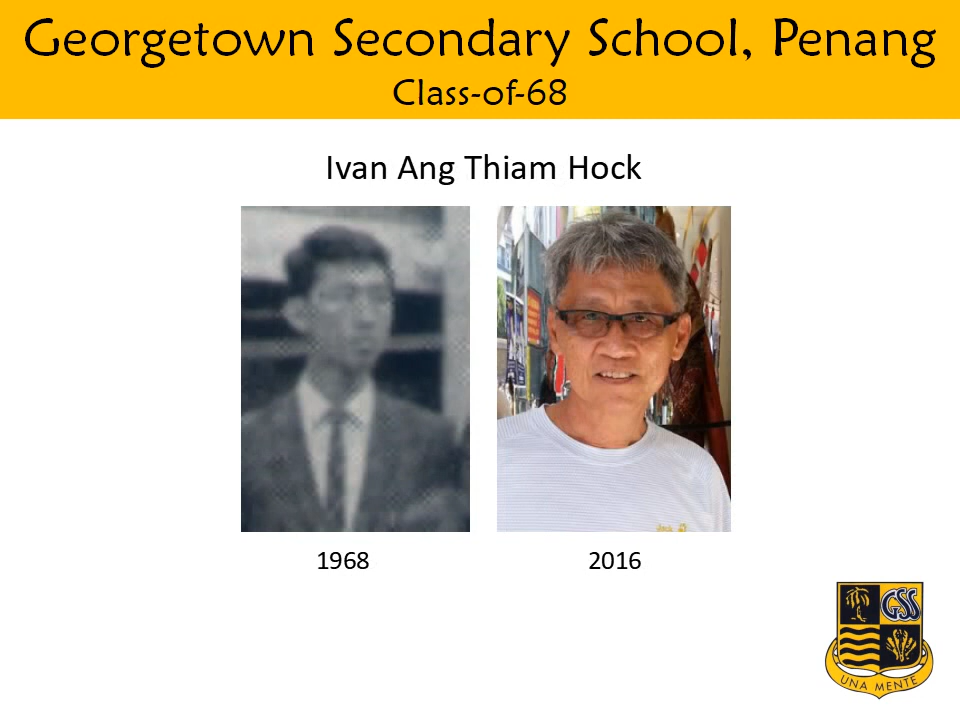 Georgetown Secondary School, Penang
Class-of-68
Ivan Ang Thiam Hock
1968
2016
GSS
UNA MENTE